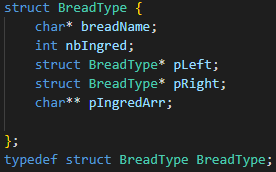 struct BreadType {
    char* breadName;
    int nbIngred;
    struct BreadType* pLeft;
    struct BreadType* pRight;
    char** pIngredArr;
};
typedef struct BreadType BreadType;